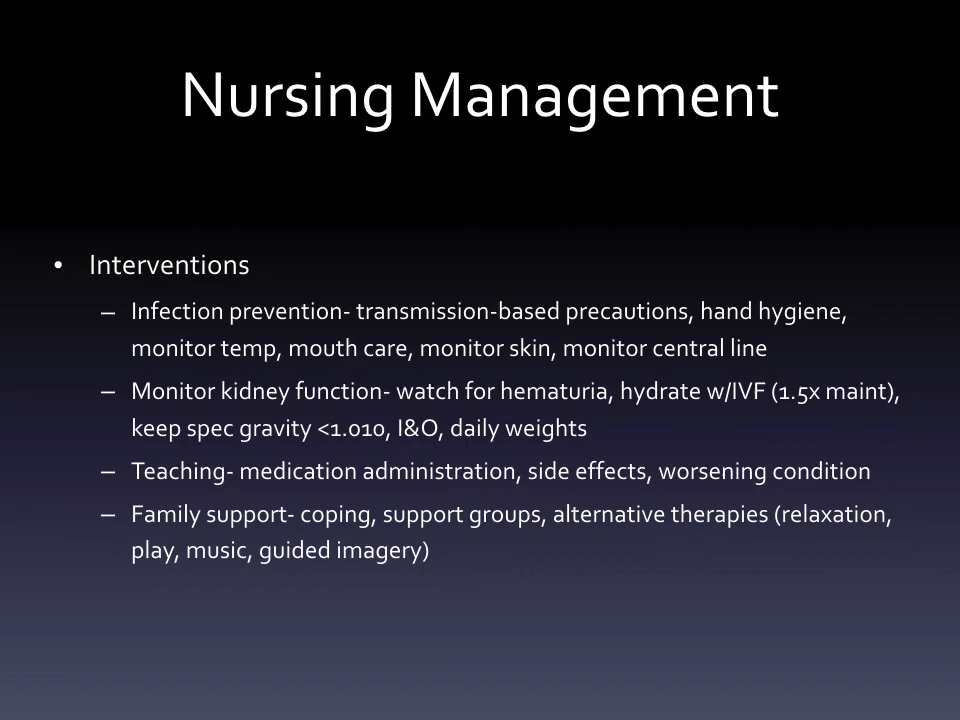 Nursing Management
• Interventions
– Infection prevention- transmission-based precautions, hand hygiene,
monitor temp, mouth care, monitor skin, monitor central line
– Monitor kidney function- watch for hematuria, hydrate w/IVF (1.5x maint),
keep spec gravity <1.010, I&O, daily weights
– Teaching- medication administration, side effects, worsening condition
– Family support- coping, support groups, alternative therapies (relaxation,
play, music, guided imagery)